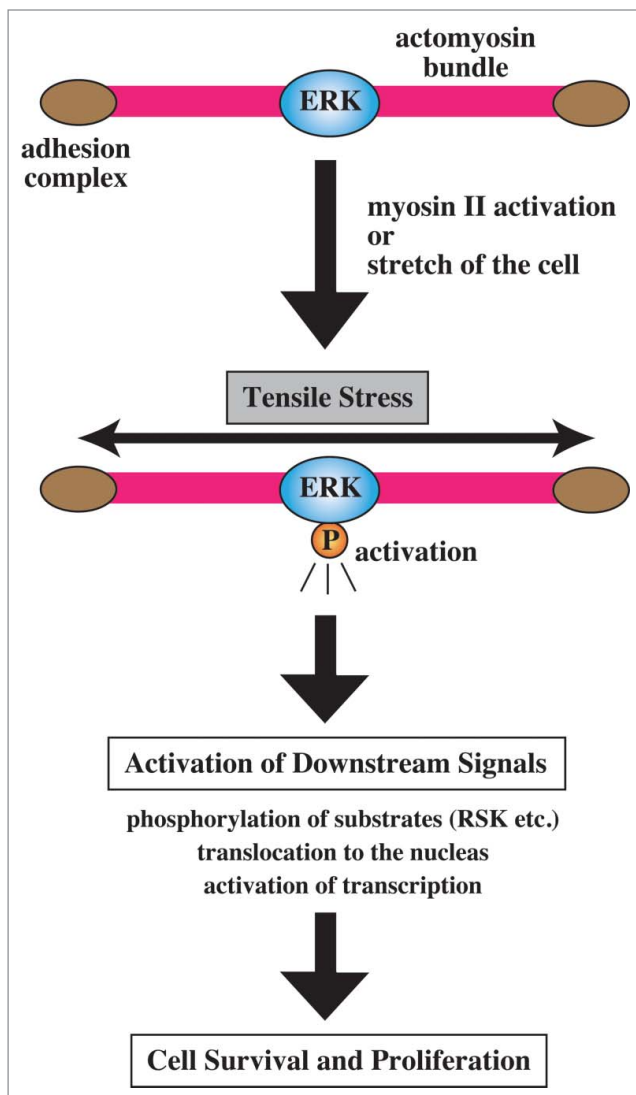 actomyosin
bundle
ERK
adhesion
complex
myosin II activation
or
stretch of the cell
Tensile Stress
ERK
P
activation
Activation of Downstream Signals
phosphorylation of substrates (RSK etc.)
translocation to the nucleas
activation of transcription
Cell Survival and Proliferation